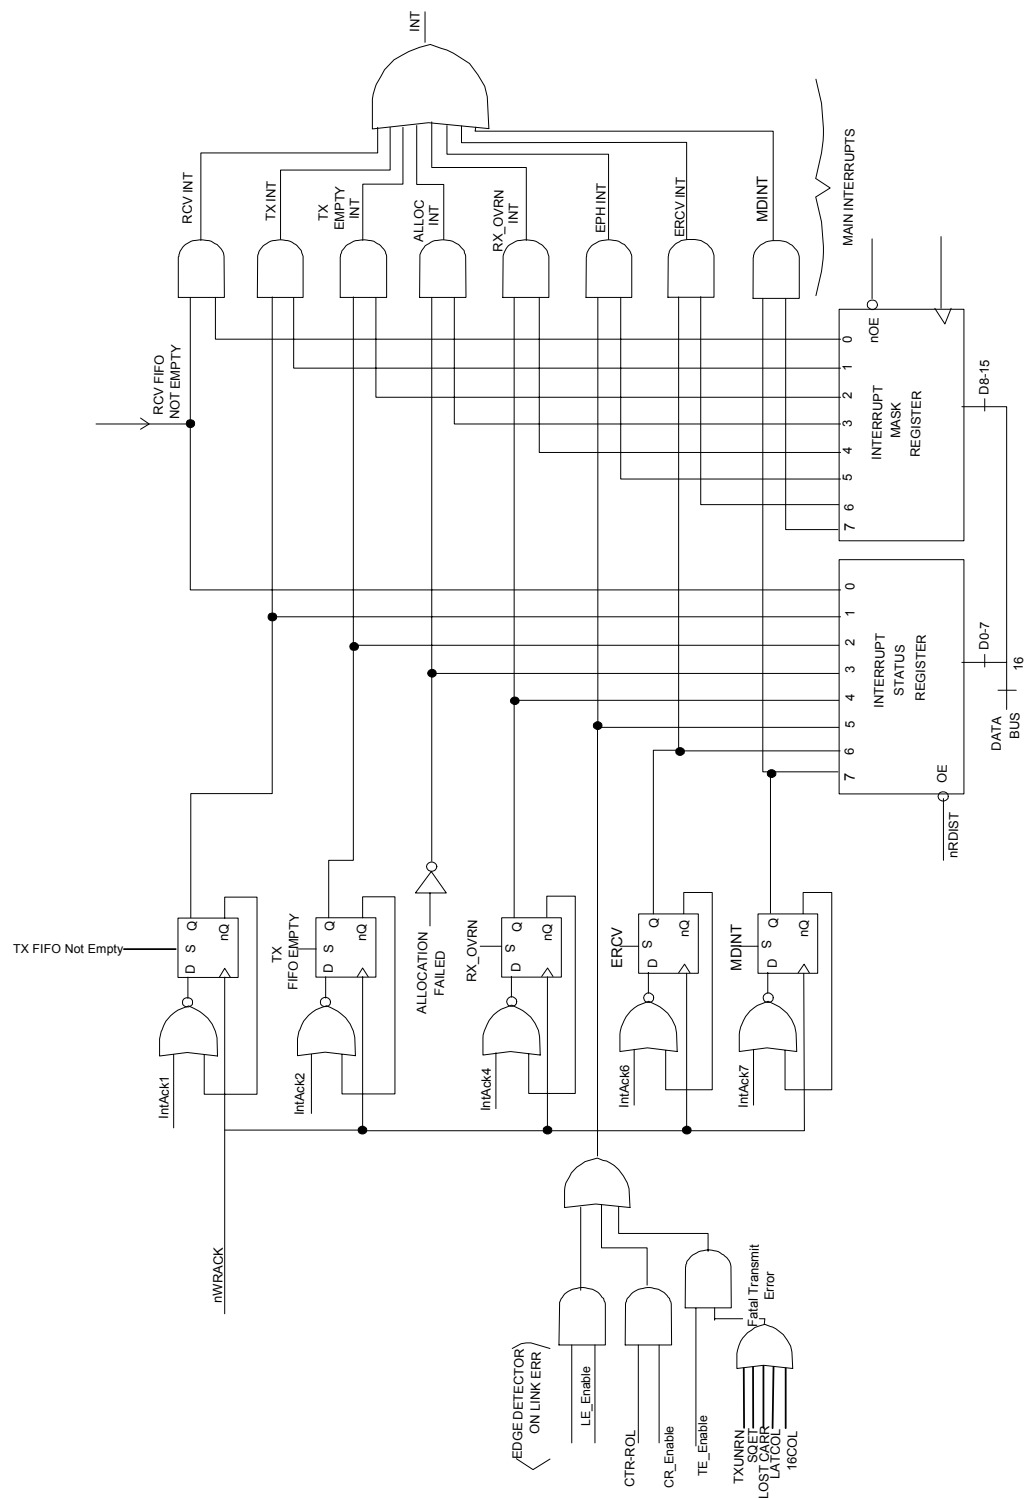 INT
RCV INT
TX INT
TX
EMPTY
INT
ALLOC
INT
RX_OVRN
INT
EPH INT
ERCV INT
MDINT
MAIN INTERRUPTS
RCV FIFO
NOT EMPTY
nOE
0
1
2
3
4
5
6
7
INTERRUPT
MASK
REGISTER
D8-15
0
1
2
3
4
5
6
7
INTERRUPT
STATUS
REGISTER
OE
nRDIST
D0-7
16
DATA
BUS
TX FIFO Not Empty
D
S
Q
nQ
IntAck1
TX
FIFO EMPTY
D
S
Q
nQ
IntAck2
ALLOCATION
FAILED
RX_OVRN
D
S
Q
nQ
IntAck4
ERCV
D
S
Q
nQ
IntAck6
MDINT
D
S
Q
nQ
IntAck7
nWRACK
EDGE DETECTOR
ON LINK ERR
LE_Enable
CTR-ROL
CR_Enable
TE_Enable
Fatal Transmit
Error
TXUNRN
SQET
LOST CARR
LATCOL
16COL